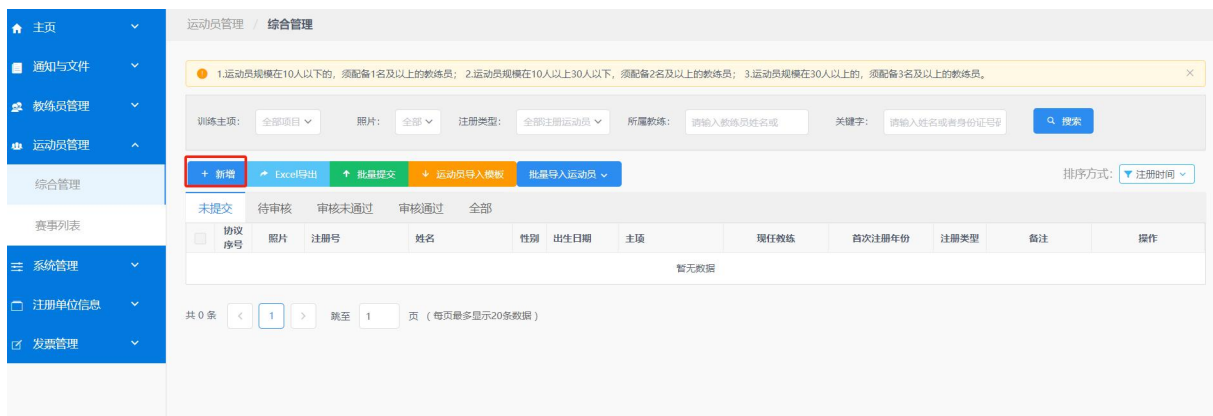 主页
通知与文件
教练员管理
运动员管理
综合管理
赛事列表
系统管理
注册单位信息
发票管理
运动员管理 / 综合管理
1.运动员规模在10人以下的，须配备1名及以上的教练员； 2.运动员规模在10人以上30人以下，须配备2名及以上的教练员； 3.运动员规模在30人以上的，须配备3名及以上的教练员。
训练主项： 全部项目 照片： 全部 注册类型： 全部注册运动员 所属教练： 请输入教练员姓名或 关键字： 请输入姓名或者身份证号码 搜索
+ 新增 Excel导出 批量提交 运动员导入模板 批量导入运动员 排序方式： 注册时间
未提交 待审核 审核未通过 审核通过 全部
协议序号 照片 注册号 姓名 性别 出生日期 主项 现任教练 首次注册年份 注册类型 备注 操作
暂无数据
共 0 条 < 1 > 跳至 1 页 （ 每页最多显示20条数据 ）